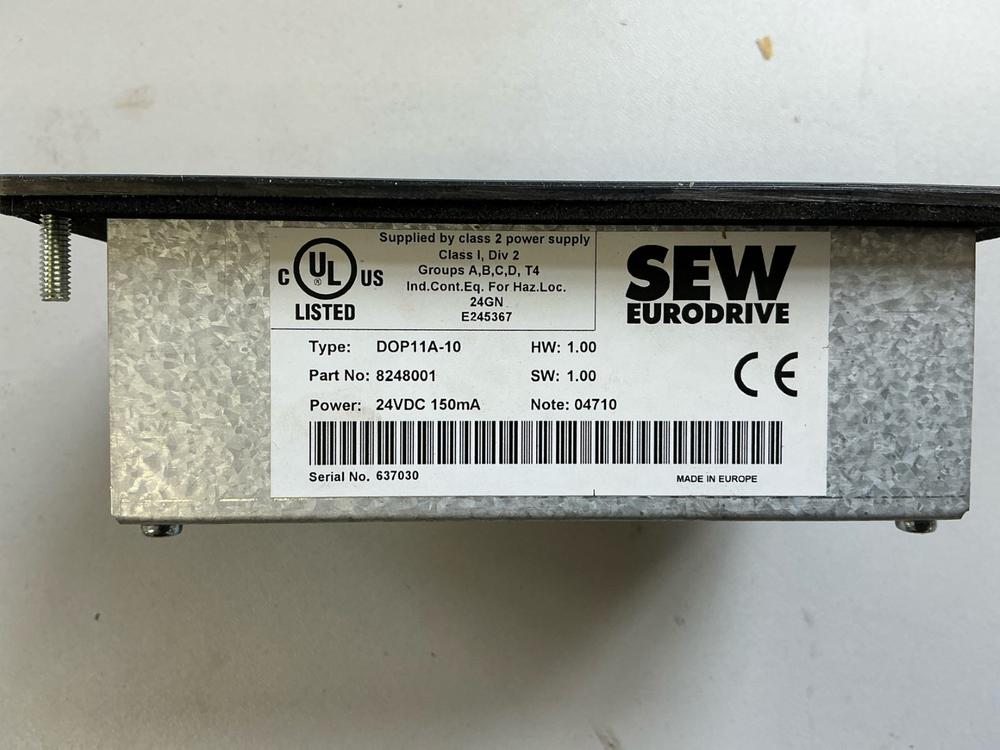 Supplied by class 2 power supply
Class I, Div 2
Groups A,B,C,D, T4
Ind.Cont.Eq. For Haz.Loc.
24GN
E245367
C UL ® US
LISTED
SEW
EURODRIVE
Type: DOP11A-10 HW: 1.00
Part No: 8248001 SW: 1.00
Power: 24VDC 150mA Note: 04710
CE
Serial No. 637030 MADE IN EUROPE